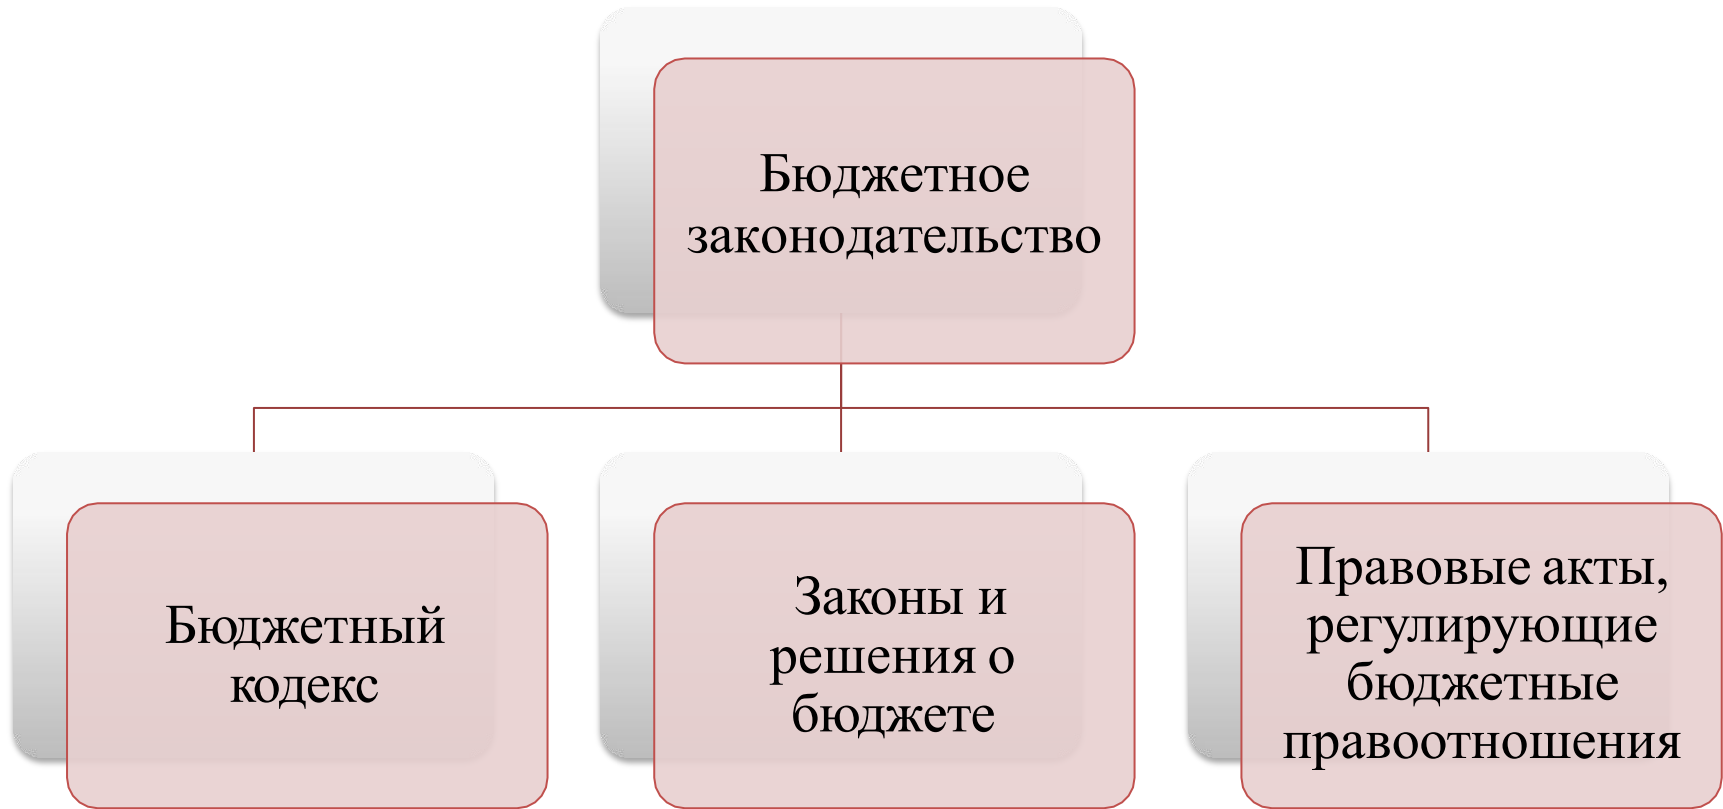 Бюджетное
законодательство
Бюджетный
кодекс
Законы и
решения о
бюджете
Правовые акты,
регулирующие
бюджетные
правоотношения